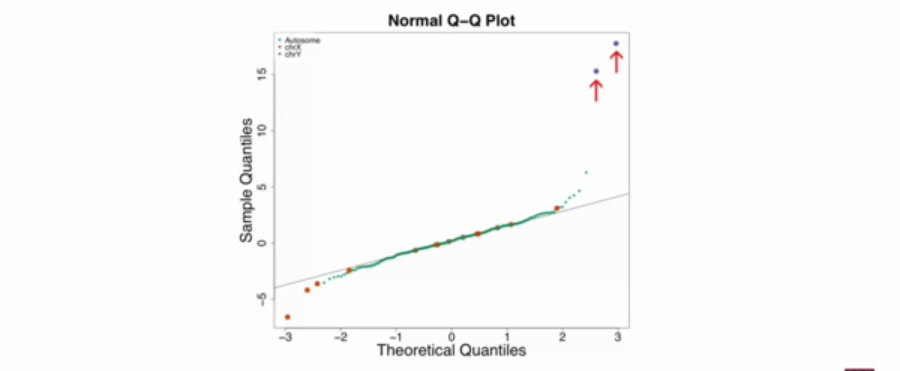 Normal Q–Q Plot
Autosome
chrX
chrY
Sample Quantiles
15
10
5
0
−5
−3 −2 −1 0 1 2 3
Theoretical Quantiles